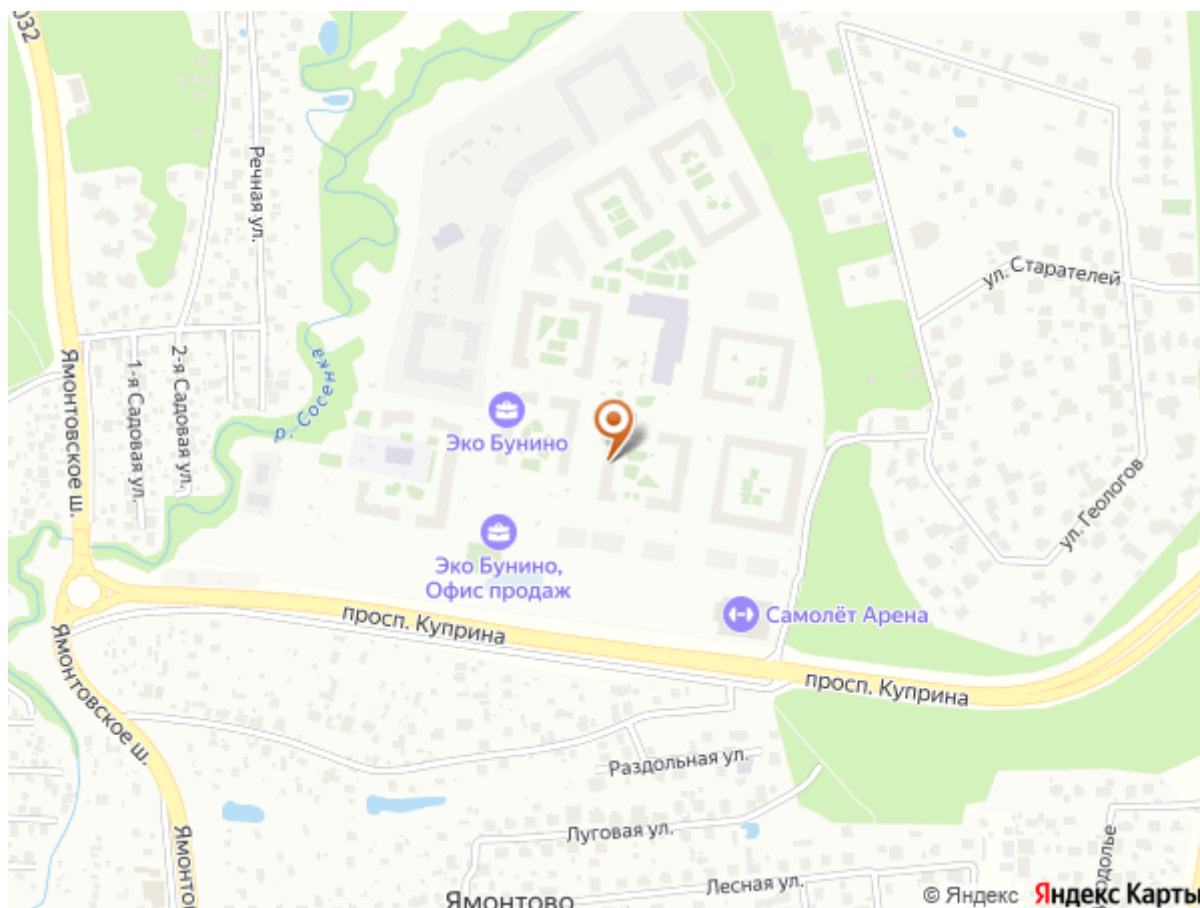 032
Речная ул.
ул. Старателей
Ямонтовское ш.
1-я Садовая ул.
2-я Садовая ул.
р. Сосенка
Эко Бунино
ул. Геологов
Эко Бунино,
Офис продаж
Самолёт Арена
просп. Куприна
просп. Куприна
Ямонтовское ш.
Раздольная ул.
Луговая ул.
Ямонтов
Лесная ул.
одолье
Ямонтово
© Яндекс Яндекс Карты